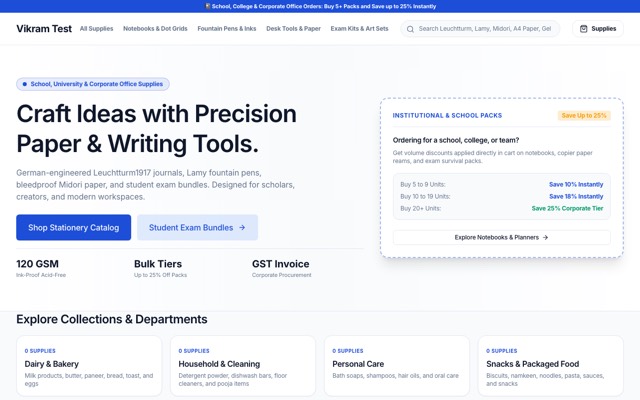 School, College & Corporate Office Orders: Buy 5+ Packs and Save up to 25% Instantly
Vikram Test
All Supplies
Notebooks & Dot Grids
Fountain Pens & Inks
Desk Tools & Paper
Exam Kits & Art Sets
Search Leuchtturm, Lamy, Midori, A4 Paper, Gel
Supplies
School, University & Corporate Office Supplies
Craft Ideas with Precision
Paper & Writing Tools.
German-engineered Leuchtturm1917 journals, Lamy fountain pens,
bleedproof Midori paper, and student exam bundles. Designed for scholars,
creators, and modern workspaces.
Shop Stationery Catalog
Student Exam Bundles →
120 GSM
Ink-Proof Acid-Free
Bulk Tiers
Up to 25% Off Packs
GST Invoice
Corporate Procurement
INSTITUTIONAL & SCHOOL PACKS
Save Up to 25%
Ordering for a school, college, or team?
Get volume discounts applied directly in cart on notebooks, copier paper
reams, and exam survival packs.
Buy 5 to 9 Units:
Save 10% Instantly
Buy 10 to 19 Units:
Save 18% Instantly
Buy 20+ Units:
Save 25% Corporate Tier
Explore Notebooks & Planners →
Explore Collections & Departments
0 SUPPLIES
Dairy & Bakery
Milk products, butter, paneer, bread, toast, and
eggs
0 SUPPLIES
Household & Cleaning
Detergent powder, dishwash bars, floor
cleaners, and pooja items
0 SUPPLIES
Personal Care
Bath soaps, shampoos, hair-oils, and oral care
0 SUPPLIES
Snacks & Packaged Food
Biscuits, namkeen, noodles, pasta, sauces,
and snacks